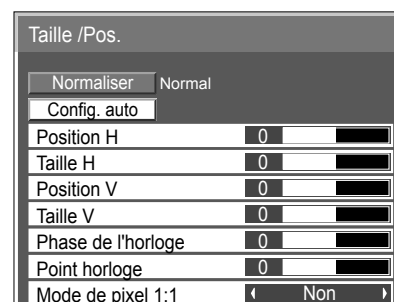 Taille /Pos.
Normaliser Normal
Config. auto
Position H 0
Taille H 0
Position V 0
Taille V 0
Phase de l'horloge 0
Point horloge 0
Mode de pixel 1:1 Non